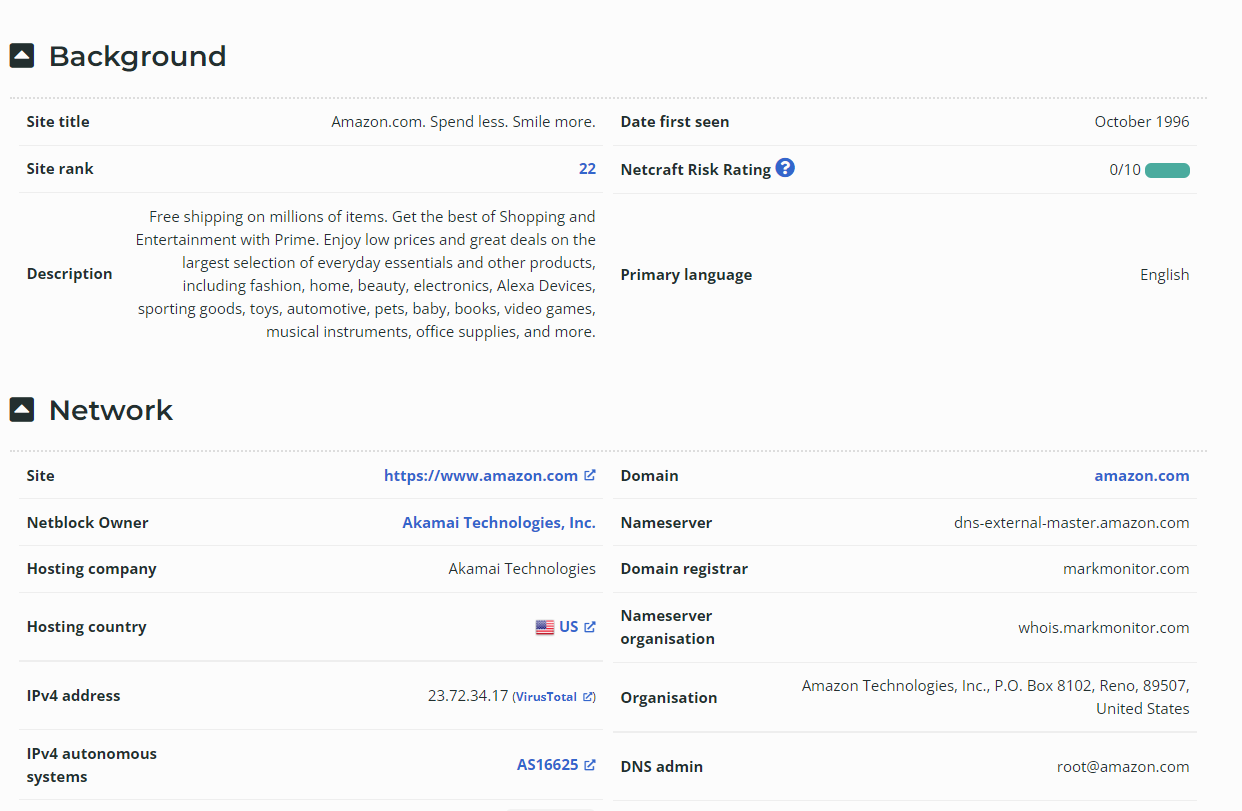 Background
Site title
Amazon.com. Spend less. Smile more.
Date first seen
October 1996
Site rank
22
Netcraft Risk Rating ?
0/10
Description
Free shipping on millions of items. Get the best of Shopping and
Entertainment with Prime. Enjoy low prices and great deals on the
largest selection of everyday essentials and other products,
including fashion, home, beauty, electronics, Alexa Devices,
sporting goods, toys, automotive, pets, baby, books, video games,
musical instruments, office supplies, and more.
Primary language
English
Network
Site
https://www.amazon.com
Domain
amazon.com
Netblock Owner
Akamai Technologies, Inc.
Nameserver
dns-external-master.amazon.com
Hosting company
Akamai Technologies
Domain registrar
markmonitor.com
Hosting country
US
Nameserver
organisation
whois.markmonitor.com
IPv4 address
23.72.34.17 (VirusTotal)
Organisation
Amazon Technologies, Inc., P.O. Box 8102, Reno, 89507,
United States
IPv4 autonomous
systems
AS16625
DNS admin
root@amazon.com